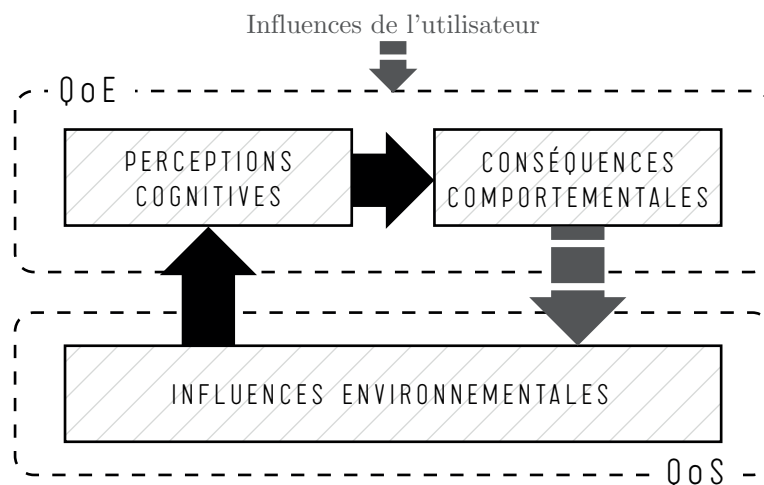 Influences de l'utilisateur
QoE
PERCEPTIONS
COGNITIVES
CONSÉQUENCES
COMPORTEMENTALES
INFLUENCES ENVIRONNEMENTALES
QoS